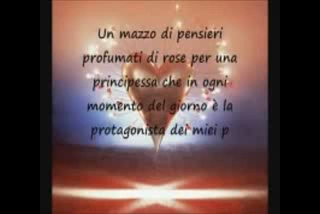 Un mazzo di pensieri
profumati di rose per una
principessa che in ogni
momento del giorno è la
protagonista dei miei p